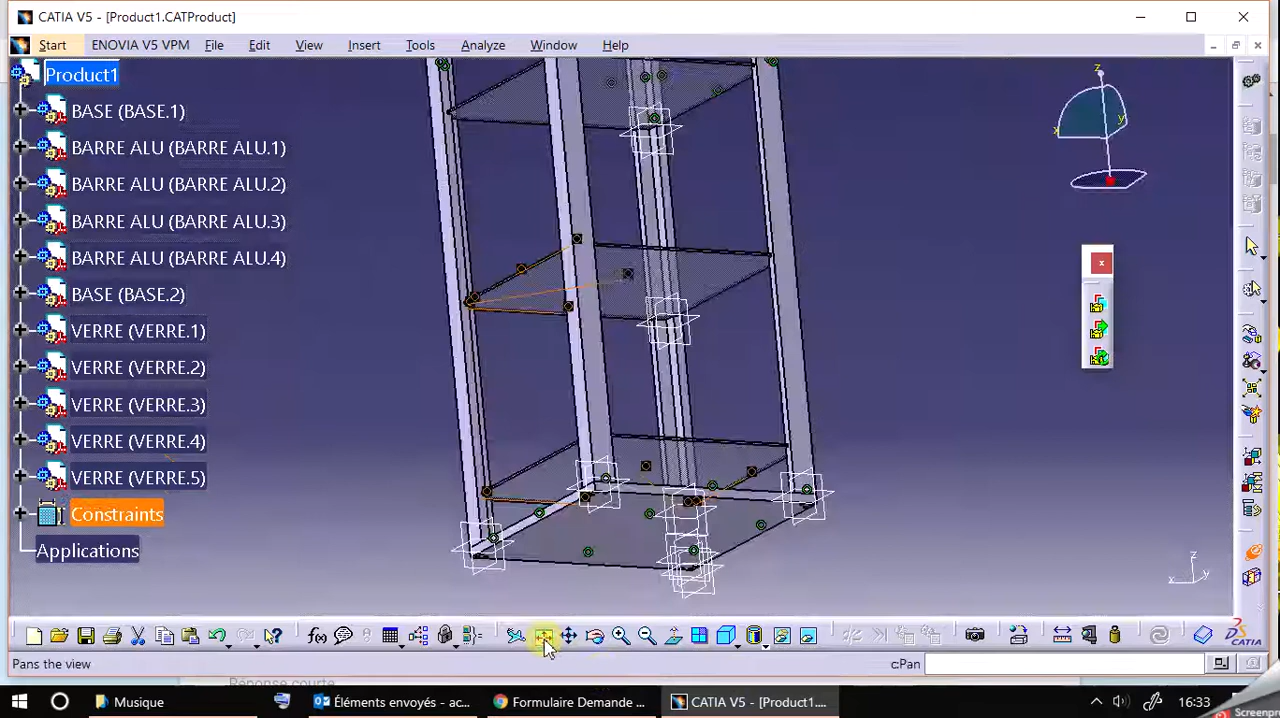 CATIA V5 - [Product1.CATProduct]
Start ENOVIA V5 VPM File Edit View Insert Tools Analyze Window Help
Product1
BASE (BASE.1)
BARRE ALU (BARRE ALU.1)
BARRE ALU (BARRE ALU.2)
BARRE ALU (BARRE ALU.3)
BARRE ALU (BARRE ALU.4)
BASE (BASE.2)
VERRE (VERRE.1)
VERRE (VERRE.2)
VERRE (VERRE.3)
VERRE (VERRE.4)
VERRE (VERRE.5)
Constraints
Applications
z
x
y
x
z
x y
f(x)
CATIA
Pans the view
c:Pan
Réponse courte
Musique
Éléments envoyés - ac...
Formulaire Demande ...
CATIA V5 - [Product1....
16:33